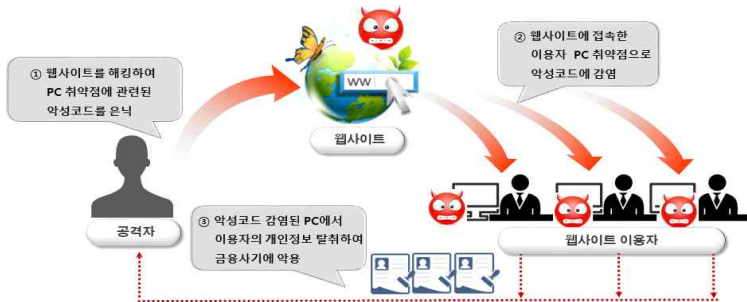 ① 웹사이트를 해킹하여
PC 취약점에 관련된
악성코드를 은닉
WW
웹사이트
② 웹사이트에 접속한
이용자 PC 취약점으로
악성코드에 감염
공격자
③ 악성코드 감염된 PC에서
이용자의 개인정보 탈취하여
금융사기에 악용
웹사이트 이용자